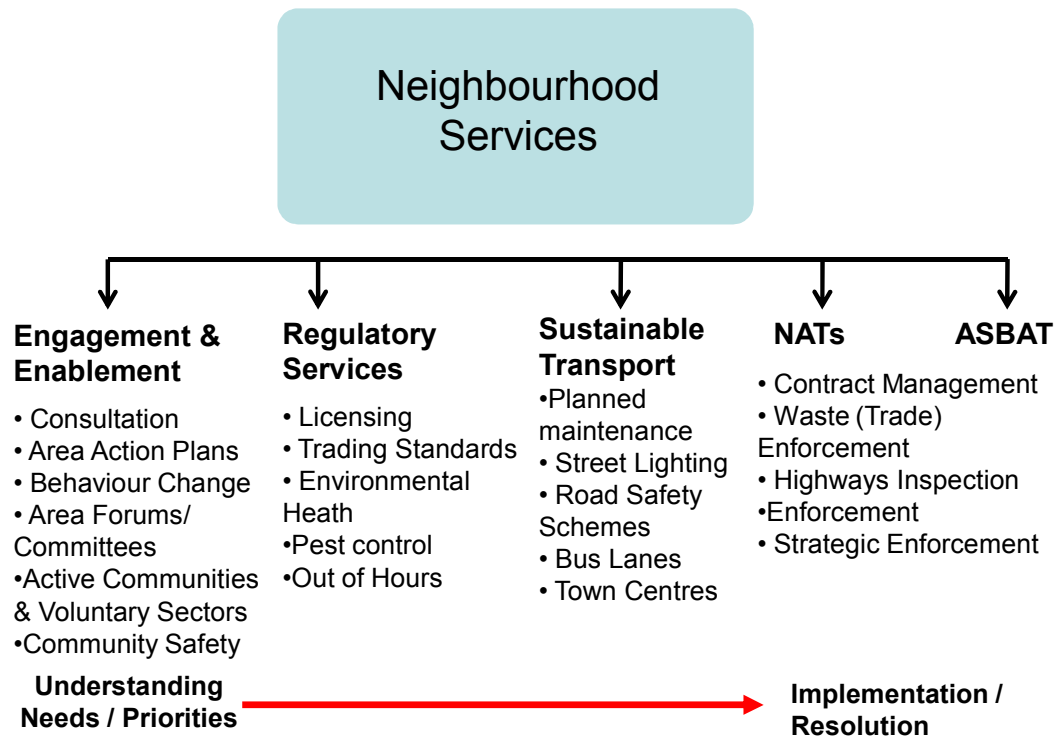 Neighbourhood
Services
Engagement &
Enablement
• Consultation
• Area Action Plans
• Behaviour Change
• Area Forums/
Committees
•Active Communities
& Voluntary Sectors
•Community Safety
Regulatory
Services
• Licensing
• Trading Standards
• Environmental
Heath
•Pest control
•Out of Hours
Sustainable
Transport
•Planned
maintenance
• Street Lighting
• Road Safety
Schemes
• Bus Lanes
• Town Centres
NATs
ASBAT
• Contract Management
• Waste (Trade)
Enforcement
• Highways Inspection
•Enforcement
• Strategic Enforcement
Understanding
Needs / Priorities
Implementation /
Resolution